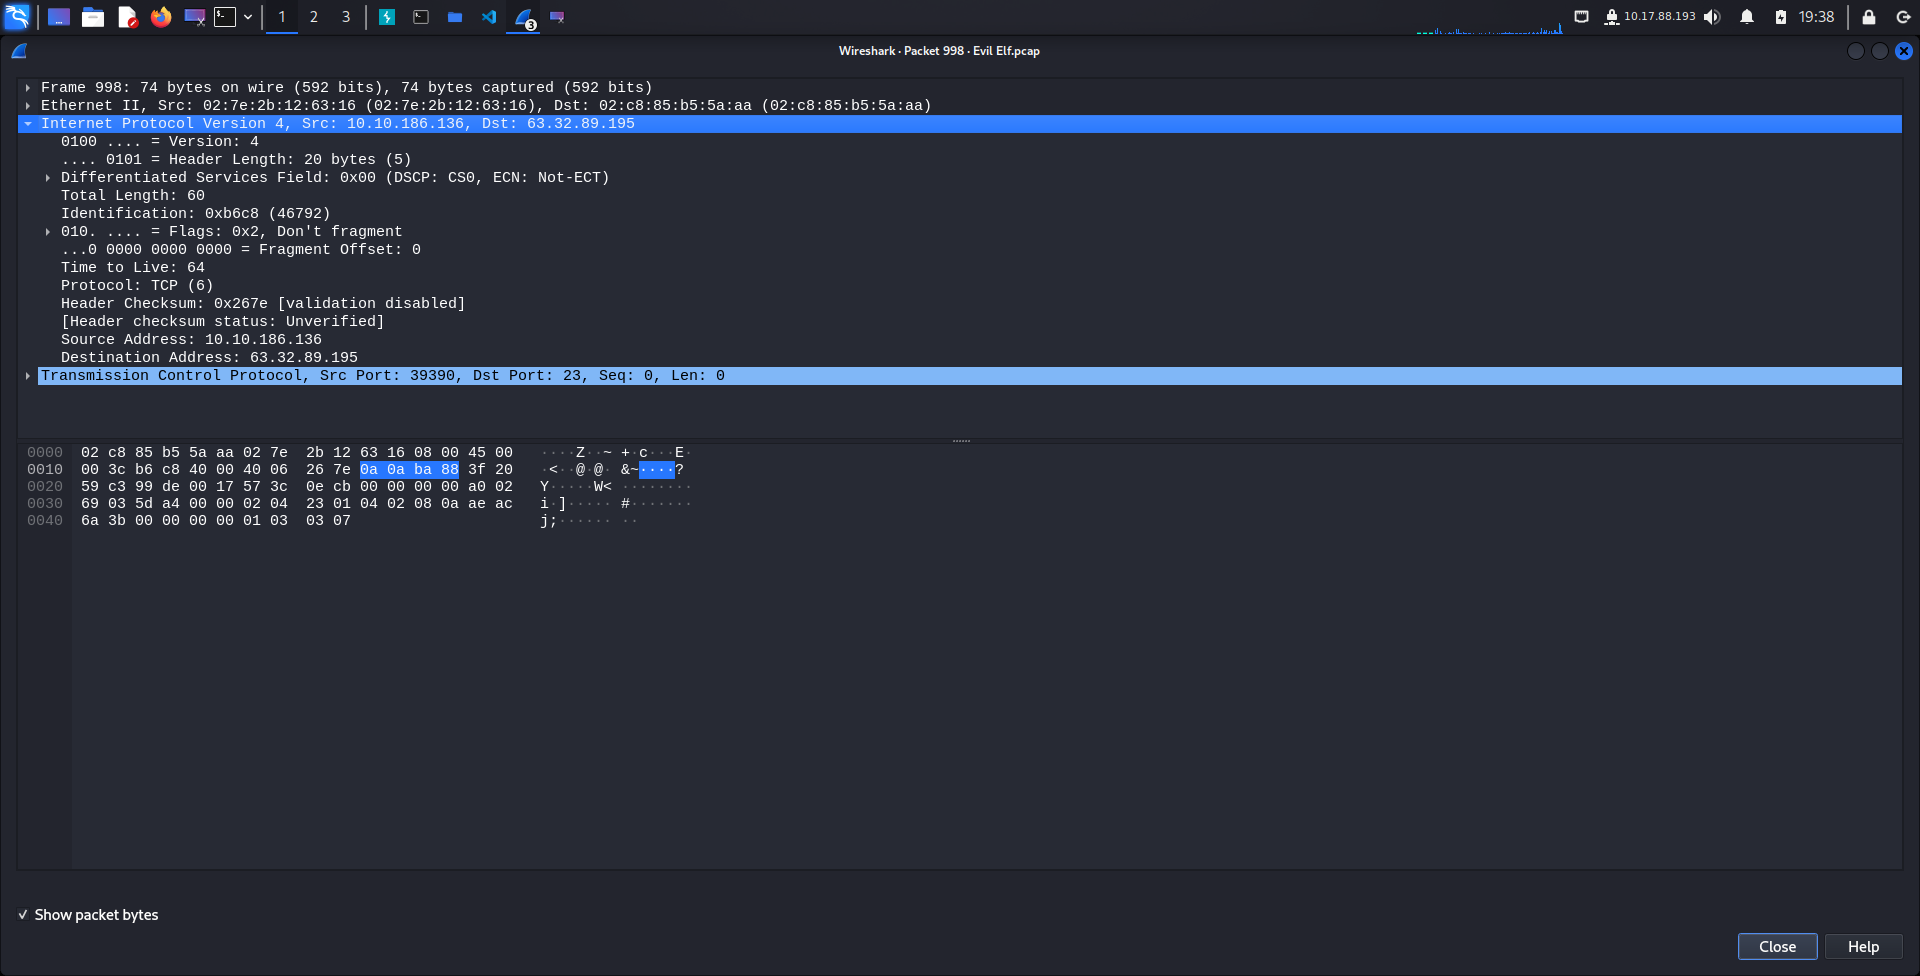 1 2 3 3 10.17.88.193 19:38
Wireshark · Packet 998 · Evil Elf.pcap
Frame 998: 74 bytes on wire (592 bits), 74 bytes captured (592 bits)
Ethernet II, Src: 02:7e:2b:12:63:16 (02:7e:2b:12:63:16), Dst: 02:c8:85:b5:5a:aa (02:c8:85:b5:5a:aa)
Internet Protocol Version 4, Src: 10.10.186.136, Dst: 63.32.89.195
0100 .... = Version: 4
.... 0101 = Header Length: 20 bytes (5)
Differentiated Services Field: 0x00 (DSCP: CS0, ECN: Not-ECT)
Total Length: 60
Identification: 0xb6c8 (46792)
010. .... = Flags: 0x2, Don't fragment
...0 0000 0000 0000 = Fragment Offset: 0
Time to Live: 64
Protocol: TCP (6)
Header Checksum: 0x267e [validation disabled]
[Header checksum status: Unverified]
Source Address: 10.10.186.136
Destination Address: 63.32.89.195
Transmission Control Protocol, Src Port: 39390, Dst Port: 23, Seq: 0, Len: 0
0000 02 c8 85 b5 5a aa 02 7e 2b 12 63 16 08 00 45 00 ····Z··~ +·c···E·
0010 00 3c b6 c8 40 00 40 06 26 7e 0a 0a ba 88 3f 20 ·<··@·@· &~····?
0020 59 c3 99 de 00 17 57 3c 0e cb 00 00 00 00 a0 02 Y·····W< ········
0030 69 03 5d a4 00 00 02 04 23 01 04 02 08 0a ae ac i·]····· #·······
0040 6a 3b 00 00 00 00 01 03 03 07 j;······ ··
Show packet bytes
Close Help